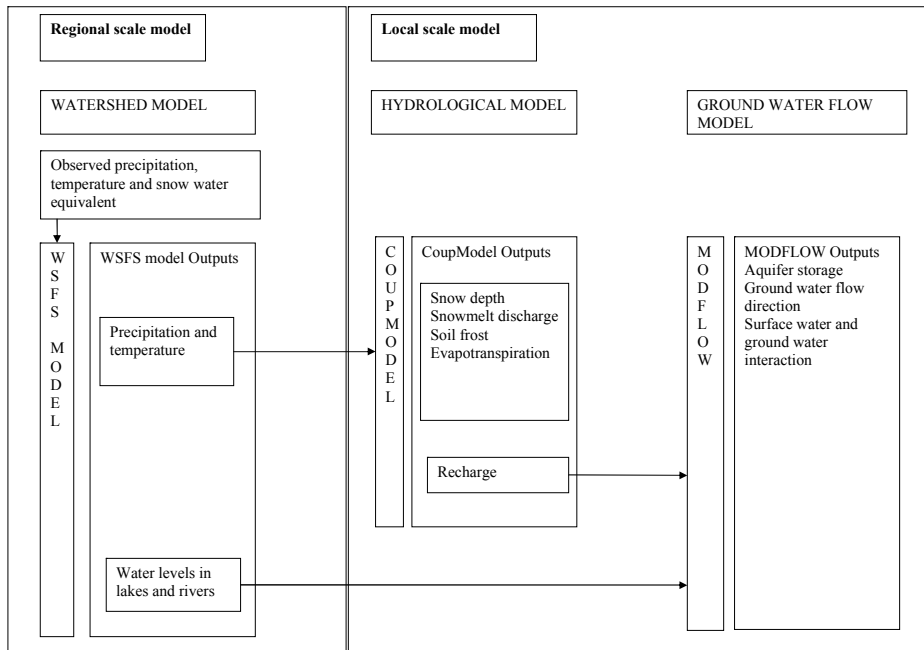 Regional scale model
Local scale model
WATERSHED MODEL
HYDROLOGICAL MODEL
GROUND WATER FLOW
MODEL
Observed precipitation,
temperature and snow water
equivalent
W
S
F
S
M
O
D
E
L
WSFS model Outputs
Precipitation and
temperature
Water levels in
lakes and rivers
C
O
U
P
M
O
D
E
L
CoupModel Outputs
Snow depth
Snowmelt discharge
Soil frost
Evapotranspiration
Recharge
M
O
D
F
L
O
W
MODFLOW Outputs
Aquifer storage
Ground water flow
direction
Surface water and
ground water
interaction